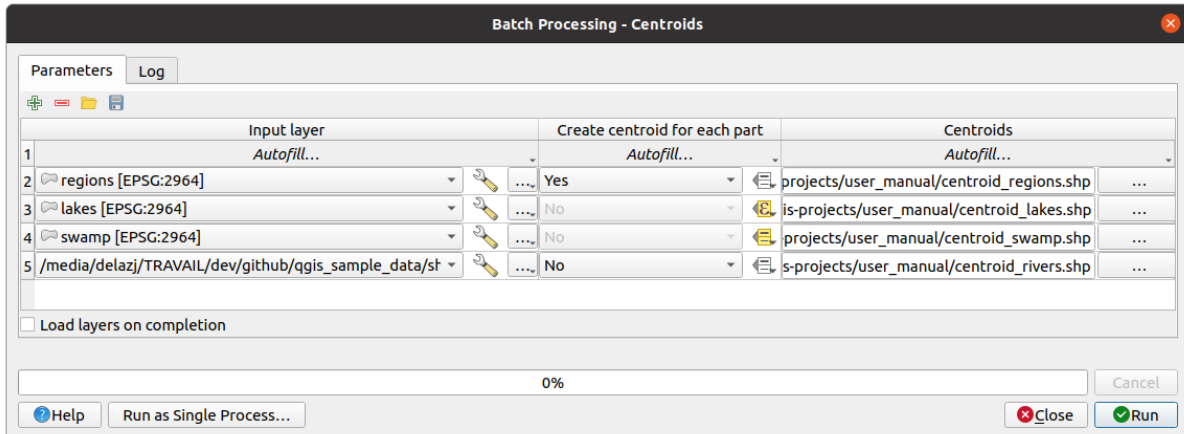 Batch Processing - Centroids
Parameters Log
Input layer Create centroid for each part Centroids
1 Autofill... Autofill... Autofill...
2 regions [EPSG:2964] ... Yes projects/user_manual/centroid_regions.shp ...
3 lakes [EPSG:2964] ... No ε is-projects/user_manual/centroid_lakes.shp ...
4 swamp [EPSG:2964] ... No projects/user_manual/centroid_swamp.shp ...
5 /media/delazj/TRAVAIL/dev/github/qgis_sample_data/sh ... No s-projects/user_manual/centroid_rivers.shp ...
Load layers on completion
0% Cancel
Help Run as Single Process... Close Run